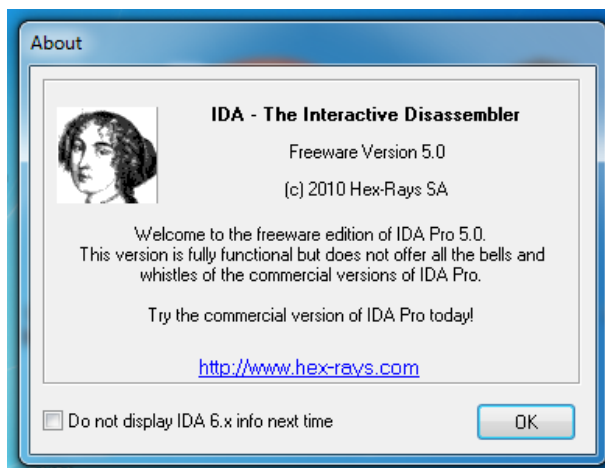 About
IDA - The Interactive Disassembler
Freeware Version 5.0
(c) 2010 Hex-Rays SA
Welcome to the freeware edition of IDA Pro 5.0.
This version is fully functional but does not offer all the bells and
whistles of the commercial versions of IDA Pro.
Try the commercial version of IDA Pro today!
http://www.hex-rays.com
Do not display IDA 6.x info next time
OK